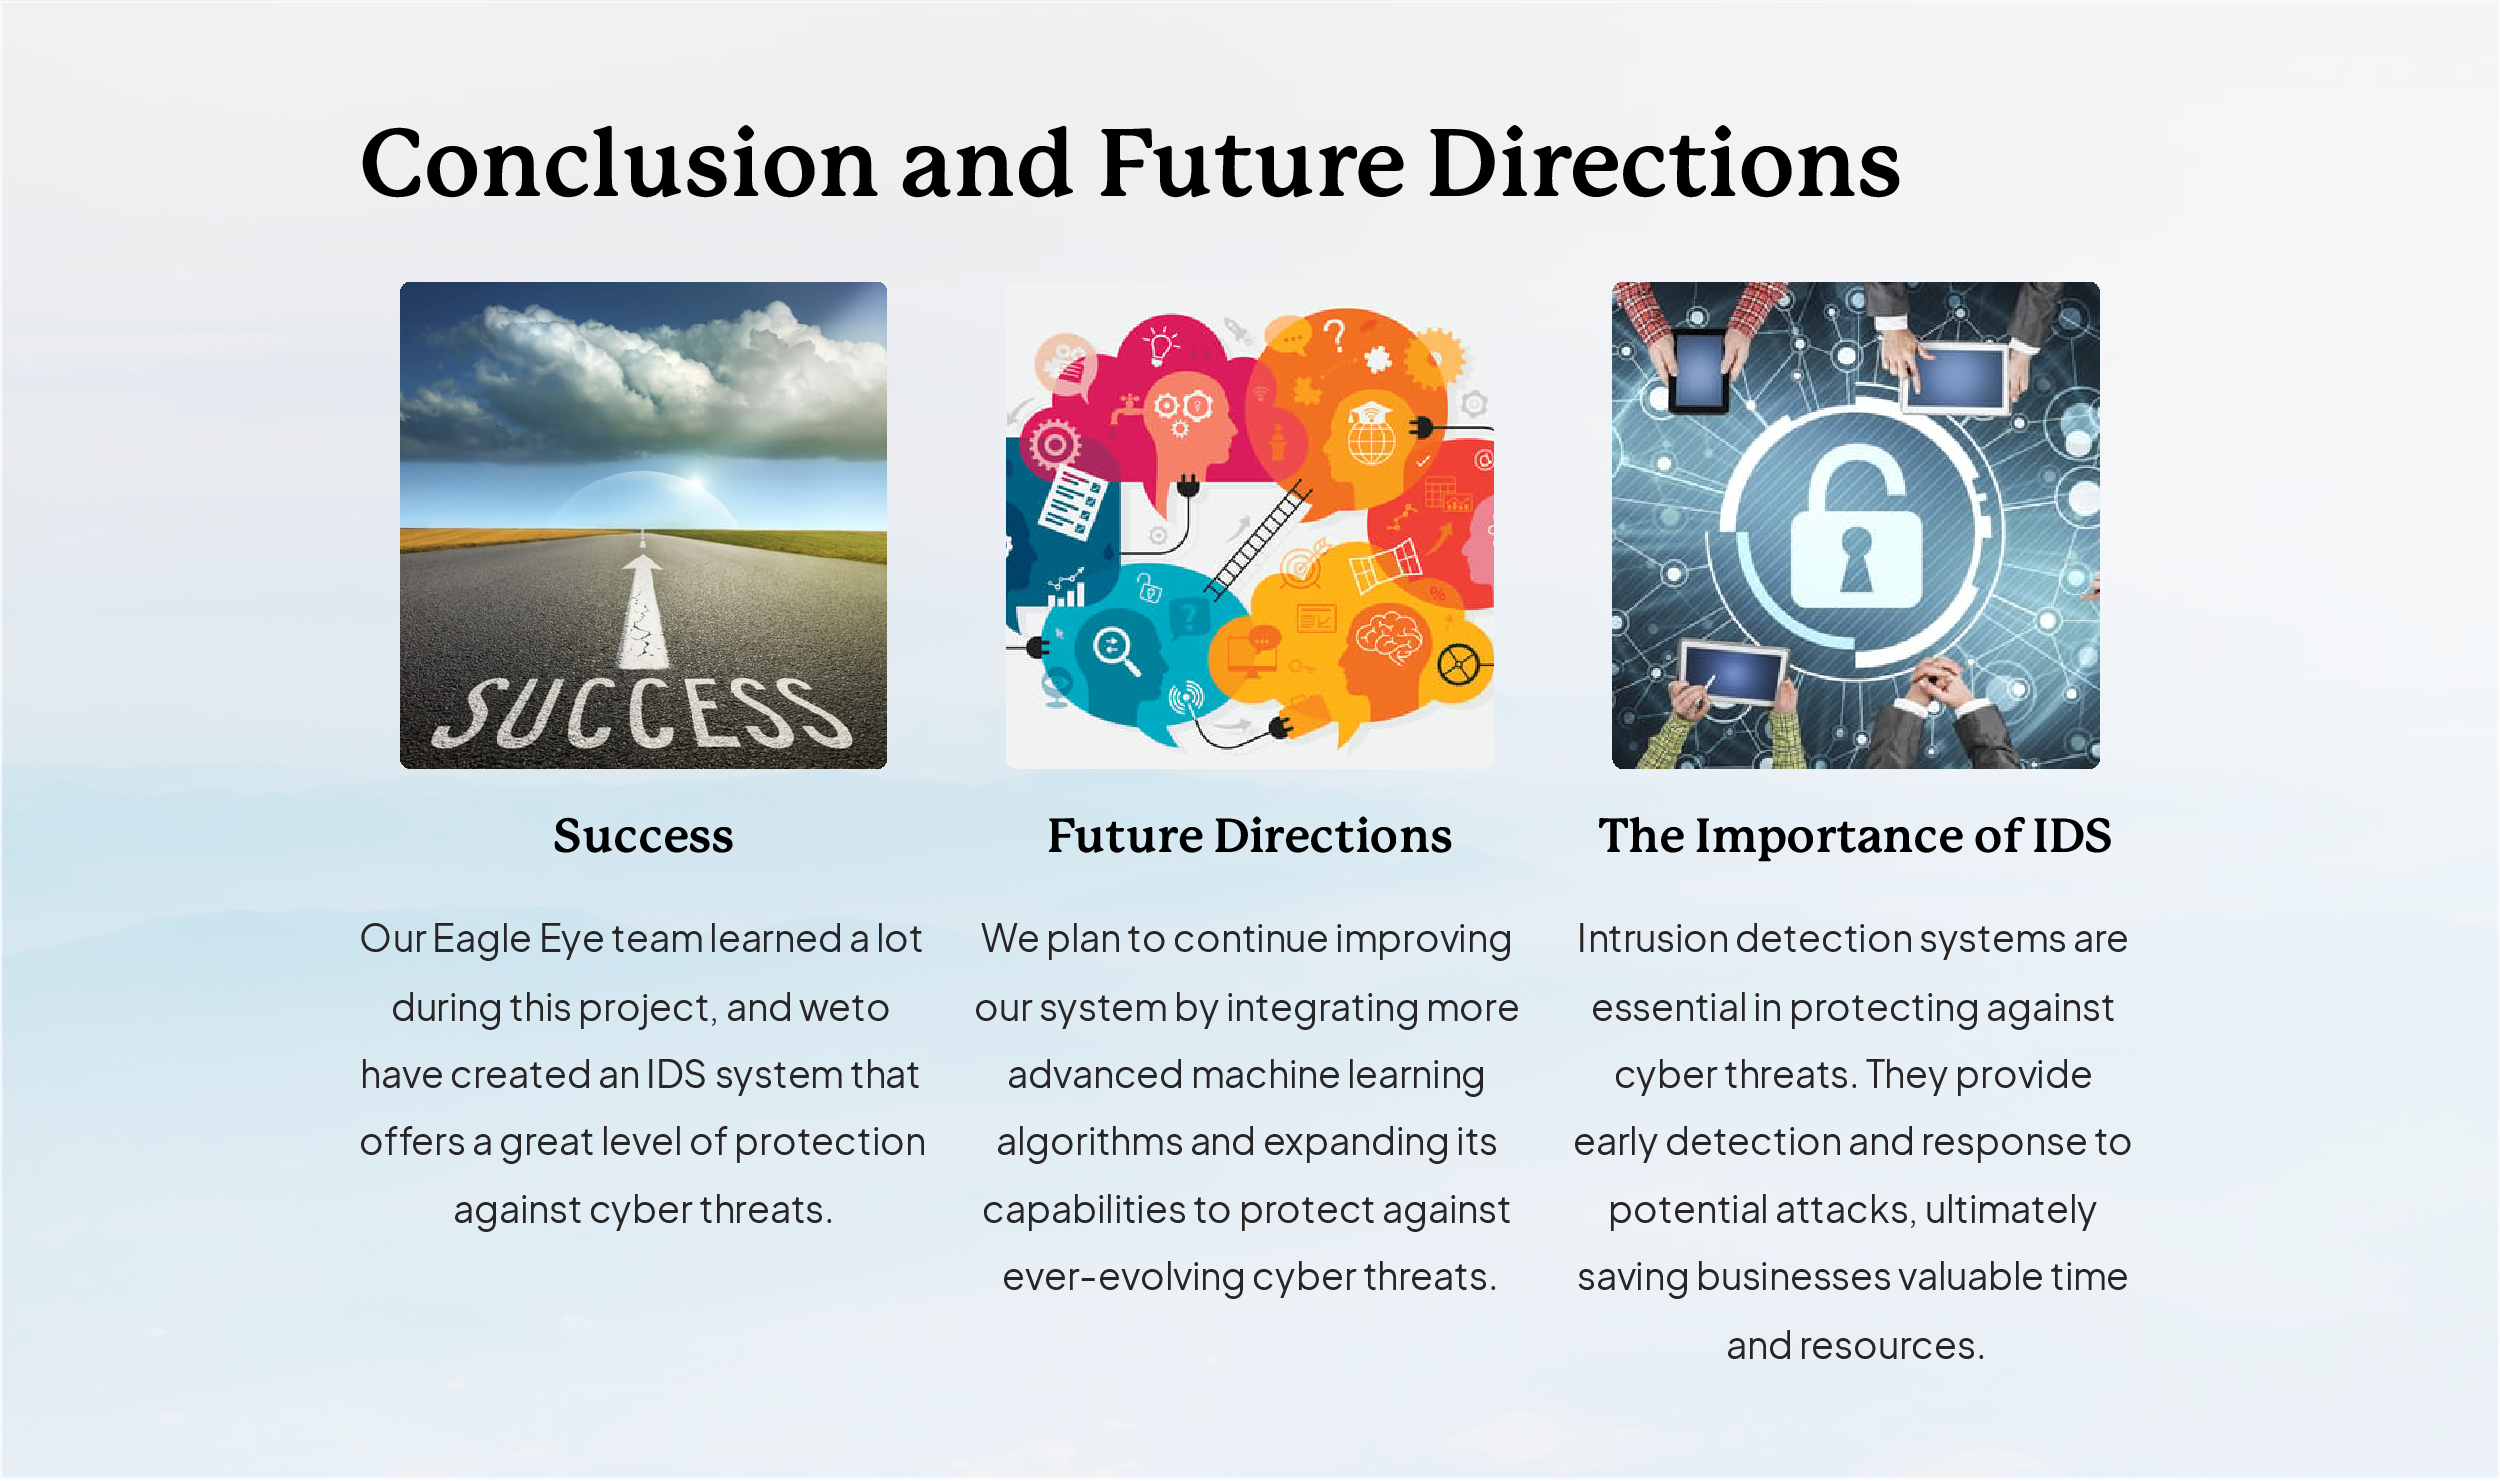 Conclusion and Future Directions
SUCCESS
Success
Our Eagle Eye team learned a lot
during this project, and weto
have created an IDS system that
offers a great level of protection
against cyber threats.
Future Directions
We plan to continue improving
our system by integrating more
advanced machine learning
algorithms and expanding its
capabilities to protect against
ever-evolving cyber threats.
The Importance of IDS
Intrusion detection systems are
essential in protecting against
cyber threats. They provide
early detection and response to
potential attacks, ultimately
saving businesses valuable time
and resources.